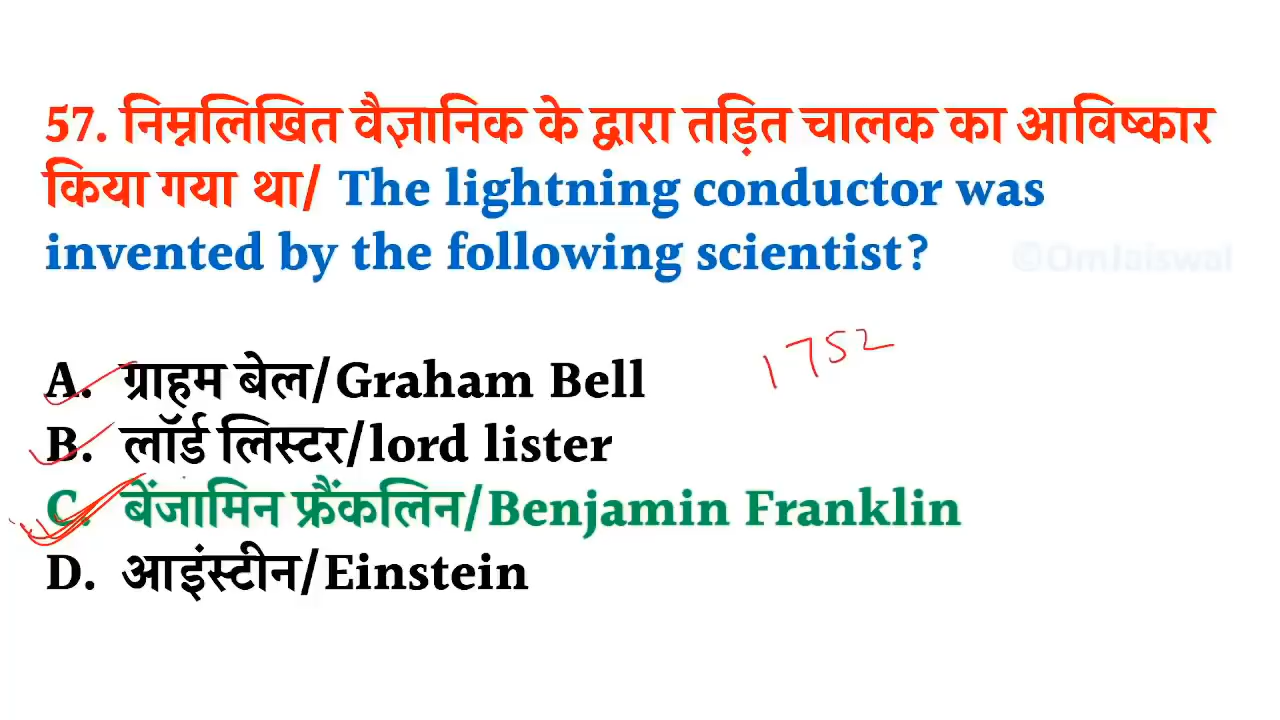 57. निम्नलिखित वैज्ञानिक के द्वारा तड़ित चालक का आविष्कार
किया गया था/ The lightning conductor was
invented by the following scientist?
©OmJaiswal
1752
A. ग्राहम बेल/Graham Bell
B. लॉर्ड लिस्टर/lord lister
C. बेंजामिन फ्रैंकलिन/Benjamin Franklin
D. आइंस्टीन/Einstein